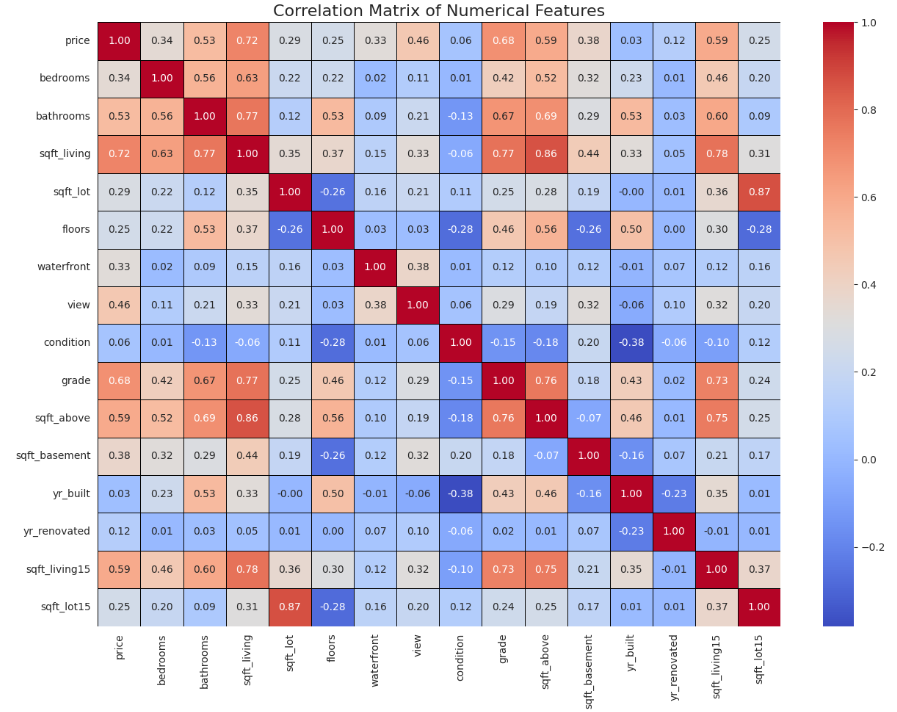 Correlation Matrix of Numerical Features
price 1.00 0.34 0.53 0.72 0.29 0.25 0.33 0.46 0.06 0.68 0.59 0.38 0.03 0.12 0.59 0.25
bedrooms 0.34 1.00 0.56 0.63 0.22 0.22 0.02 0.11 0.01 0.42 0.52 0.32 0.23 0.01 0.46 0.20
bathrooms 0.53 0.56 1.00 0.77 0.12 0.53 0.09 0.21 -0.13 0.67 0.69 0.29 0.53 0.03 0.60 0.09
sqft_living 0.72 0.63 0.77 1.00 0.35 0.37 0.15 0.33 -0.06 0.77 0.86 0.44 0.33 0.05 0.78 0.31
sqft_lot 0.29 0.22 0.12 0.35 1.00 -0.26 0.16 0.21 0.11 0.25 0.28 0.19 -0.00 0.01 0.36 0.87
floors 0.25 0.22 0.53 0.37 -0.26 1.00 0.03 0.03 -0.28 0.46 0.56 -0.26 0.50 0.00 0.30 -0.28
waterfront 0.33 0.02 0.09 0.15 0.16 0.03 1.00 0.38 0.01 0.12 0.10 0.12 -0.01 0.07 0.12 0.16
view 0.46 0.11 0.21 0.33 0.21 0.03 0.38 1.00 0.06 0.29 0.19 0.32 -0.06 0.10 0.32 0.20
condition 0.06 0.01 -0.13 -0.06 0.11 -0.28 0.01 0.06 1.00 -0.15 -0.18 0.20 -0.38 -0.06 -0.10 0.12
grade 0.68 0.42 0.67 0.77 0.25 0.46 0.12 0.29 -0.15 1.00 0.76 0.18 0.43 0.02 0.73 0.24
sqft_above 0.59 0.52 0.69 0.86 0.28 0.56 0.10 0.19 -0.18 0.76 1.00 -0.07 0.46 0.01 0.75 0.25
sqft_basement 0.38 0.32 0.29 0.44 0.19 -0.26 0.12 0.32 0.20 0.18 -0.07 1.00 -0.16 0.07 0.21 0.17
yr_built 0.03 0.23 0.53 0.33 -0.00 0.50 -0.01 -0.06 -0.38 0.43 0.46 -0.16 1.00 -0.23 0.35 0.01
yr_renovated 0.12 0.01 0.03 0.05 0.01 0.00 0.07 0.10 -0.06 0.02 0.01 0.07 -0.23 1.00 -0.01 0.01
sqft_living15 0.59 0.46 0.60 0.78 0.36 0.30 0.12 0.32 -0.10 0.73 0.75 0.21 0.35 -0.01 1.00 0.37
sqft_lot15 0.25 0.20 0.09 0.31 0.87 -0.28 0.16 0.20 0.12 0.24 0.25 0.17 0.01 0.01 0.37 1.00
price bedrooms bathrooms sqft_living sqft_lot floors waterfront view condition grade sqft_above sqft_basement yr_built yr_renovated sqft_living15 sqft_lot15
1.0
0.8
0.6
0.4
0.2
0.0
−0.2